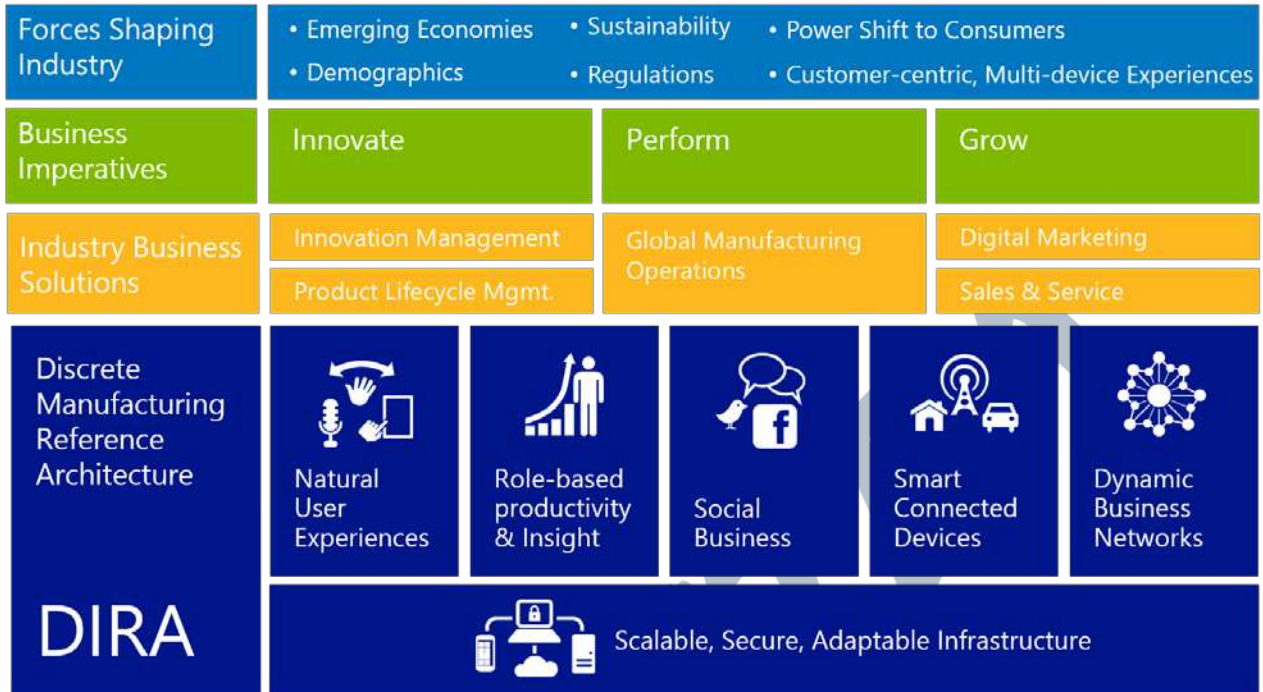 Forces Shaping
Industry
• Emerging Economies • Sustainability • Power Shift to Consumers
• Demographics • Regulations • Customer-centric, Multi-device Experiences
Business
Imperatives
Innovate
Perform
Grow
Industry Business
Solutions
Innovation Management
Product Lifecycle Mgmt.
Global Manufacturing
Operations
Digital Marketing
Sales & Service
Discrete
Manufacturing
Reference
Architecture
DIRA
Natural
User
Experiences
Role-based
productivity
& Insight
f
Social
Business
Smart
Connected
Devices
Dynamic
Business
Networks
Scalable, Secure, Adaptable Infrastructure